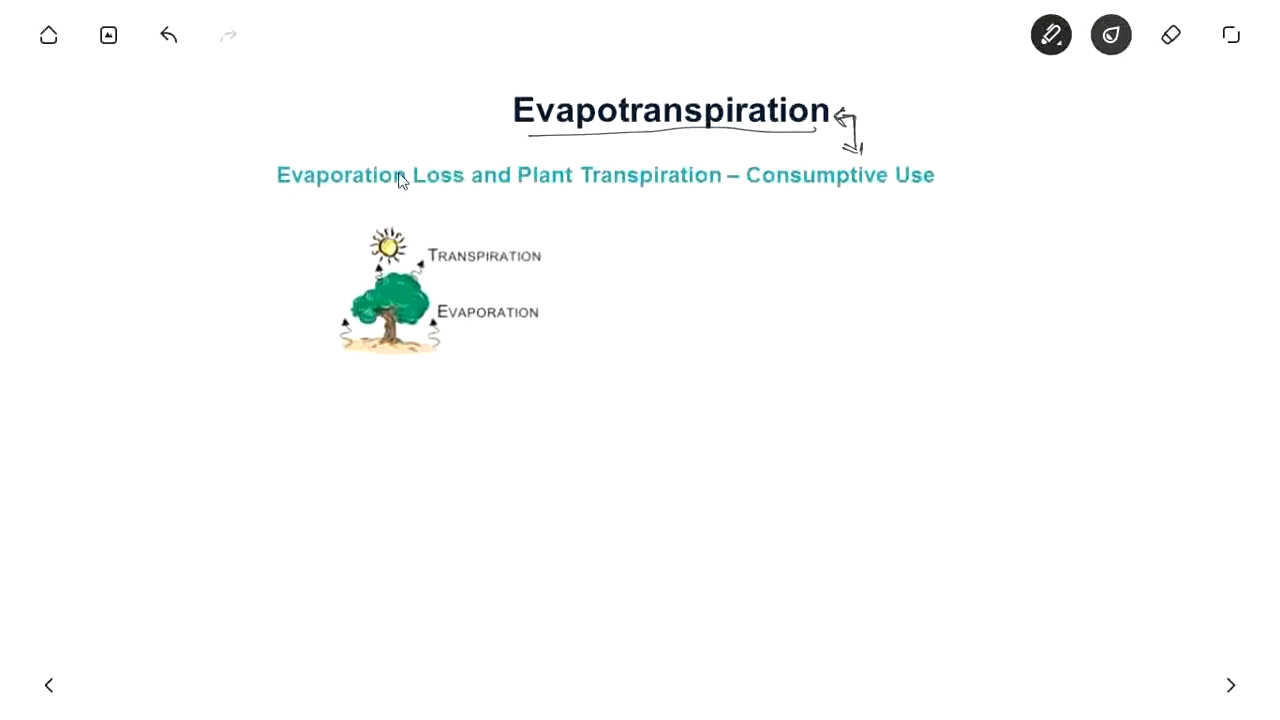 Evapotranspiration
Evaporation Loss and Plant Transpiration – Consumptive Use
TRANSPIRATION
EVAPORATION